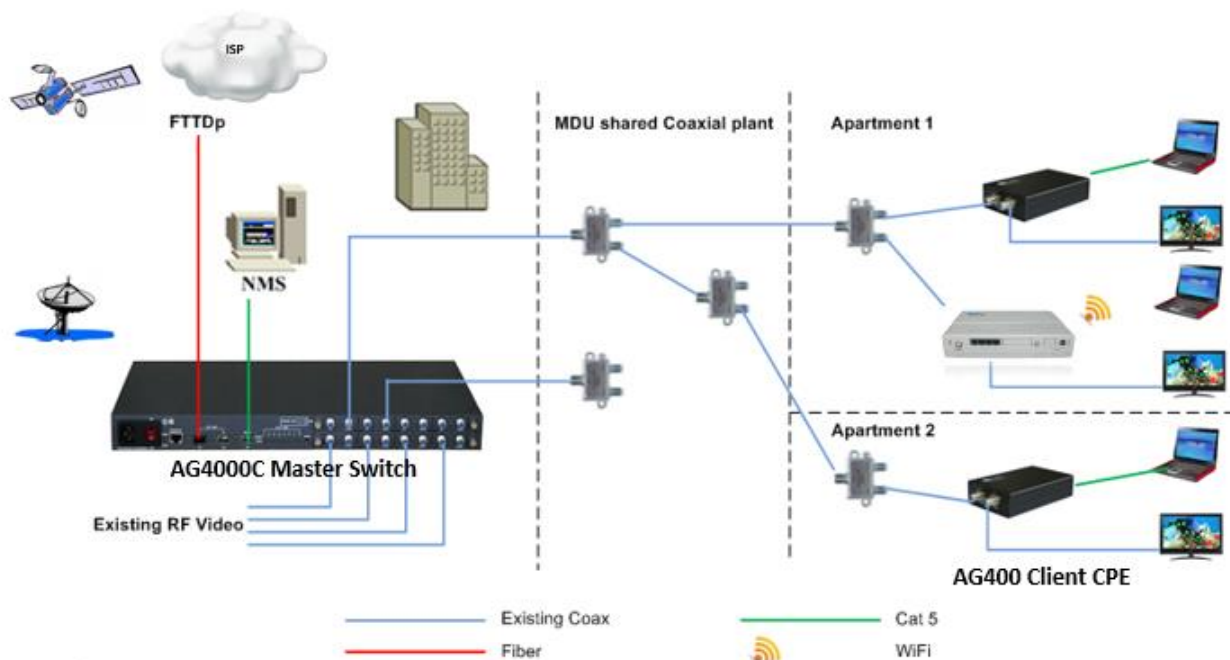 ISP
FTTDp
MDU shared Coaxial plant
Apartment 1
NMS
Apartment 2
AG4000C Master Switch
Existing RF Video
AG400 Client CPE
Existing Coax
Cat 5
Fiber
WiFi